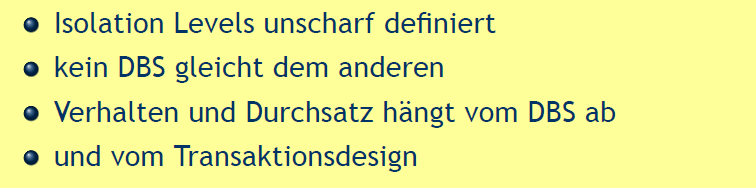 Isolation Levels unscharf definiert
kein DBS gleicht dem anderen
Verhalten und Durchsatz hängt vom DBS ab
und vom Transaktionsdesign